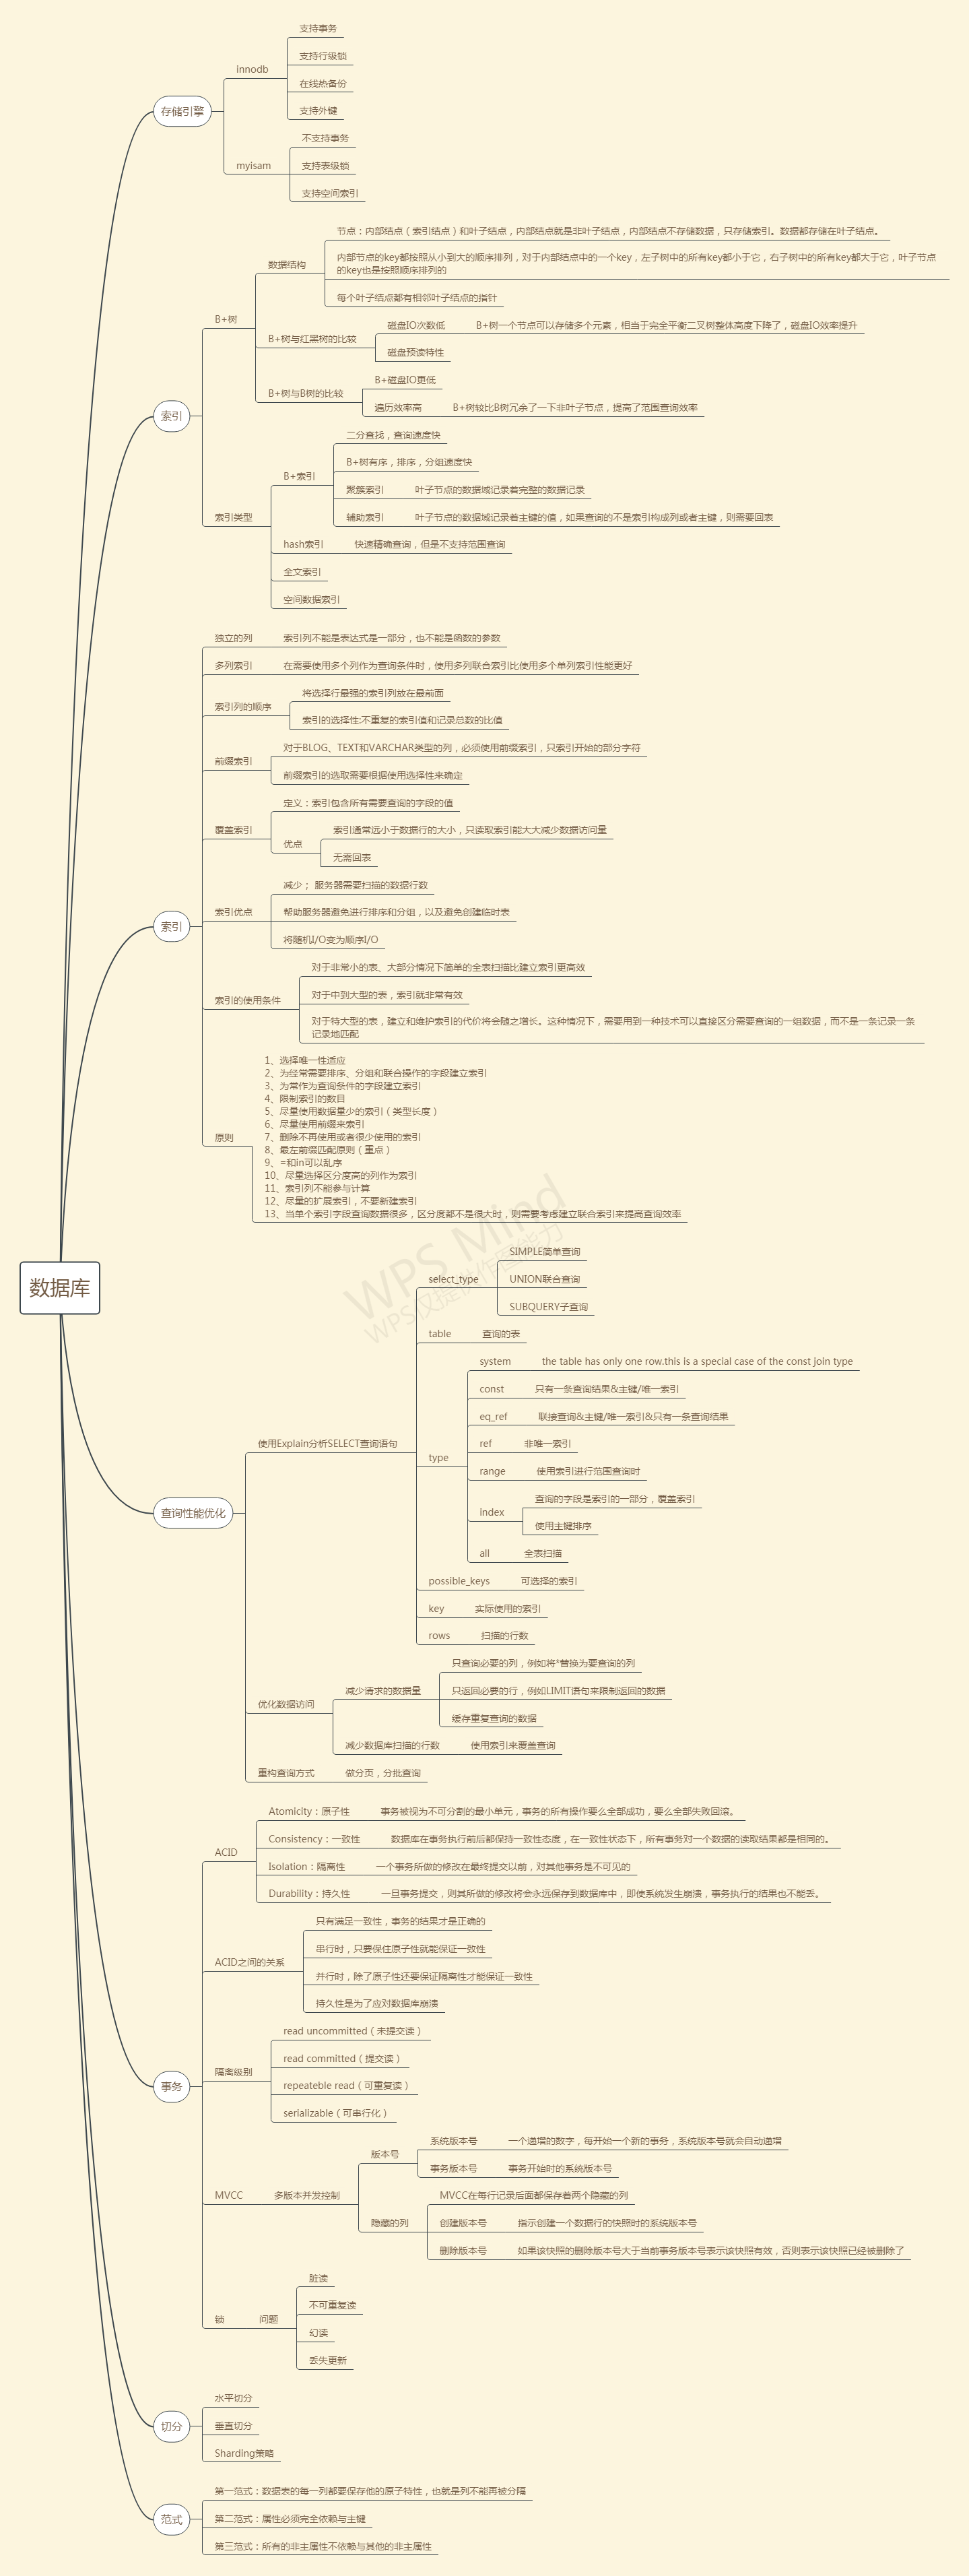 支持事务
支持行级锁
innodb
在线热备份
支持外键
存储引擎
不支持事务
myisam
支持表级锁
支持空间索引
节点：内部结点（索引结点）和叶子结点，内部结点就是非叶子结点，内部结点不存储数据，只存储索引。数据都存储在叶子结点。
数据结构
内部节点的key都按照从小到大的顺序排列，对于内部结点中的一个key，左子树中的所有key都小于它，右子树中的所有key都大于它，叶子节点
的key也是按照顺序排列的
每个叶子结点都有相邻叶子结点的指针
B+树
B+树与红黑树的比较
磁盘IO次数低 B+树一个节点可以存储多个元素，相当于完全平衡二叉树整体高度下降了，磁盘IO效率提升
磁盘预读特性
B+树与B树的比较
B+磁盘IO更低
遍历效率高 B+树较比B树冗余了一下非叶子节点，提高了范围查询效率
索引
二分查找，查询速度快
B+索引
B+树有序，排序，分组速度快
聚簇索引 叶子节点的数据域记录着完整的数据记录
辅助索引 叶子节点的数据域记录着主键的值，如果查询的不是索引构成列或者主键，则需要回表
索引类型
hash索引 快速精确查询，但是不支持范围查询
全文索引
空间数据索引
独立的列 索引列不能是表达式是一部分，也不能是函数的参数
多列索引 在需要使用多个列作为查询条件时，使用多列联合索引比使用多个单列索引性能更好
索引列的顺序
将选择行最强的索引列放在最前面
索引的选择性:不重复的索引值和记录总数的比值
前缀索引
对于BLOG、TEXT和VARCHAR类型的列，必须使用前缀索引，只索引开始的部分字符
前缀索引的选取需要根据使用选择性来确定
覆盖索引
定义：索引包含所有需要查询的字段的值
优点
索引通常远小于数据行的大小，只读取索引能大大减少数据访问量
无需回表
索引
索引优点
减少； 服务器需要扫描的数据行数
帮助服务器避免进行排序和分组，以及避免创建临时表
将随机I/O变为顺序I/O
索引的使用条件
对于非常小的表、大部分情况下简单的全表扫描比建立索引更高效
对于中到大型的表，索引就非常有效
对于特大型的表，建立和维护索引的代价将会随之增长。这种情况下，需要用到一种技术可以直接区分需要查询的一组数据，而不是一条记录一条
记录地匹配
原则
1、选择唯一性适应
2、为经常需要排序、分组和联合操作的字段建立索引
3、为常作为查询条件的字段建立索引
4、限制索引的数目
5、尽量使用数据量少的索引（类型长度）
6、尽量使用前缀来索引
7、删除不再使用或者很少使用的索引
8、最左前缀匹配原则（重点）
9、=和in可以乱序
10、尽量选择区分度高的列作为索引
11、索引列不能参与计算
12、尽量的扩展索引，不要新建索引
13、当单个索引字段查询数据很多，区分度都不是很大时，则需要考虑建立联合索引来提高查询效率
WPS Mind
WPS仅提供作图能力
数据库
select_type
SIMPLE简单查询
UNION联合查询
SUBQUERY子查询
table 查询的表
使用Explain分析SELECT查询语句
type
system the table has only one row.this is a special case of the const join type
const 只有一条查询结果&主键/唯一索引
eq_ref 联接查询&主键/唯一索引&只有一条查询结果
ref 非唯一索引
range 使用索引进行范围查询时
index
查询的字段是索引的一部分，覆盖索引
使用主键排序
all 全表扫描
possible_keys 可选择的索引
key 实际使用的索引
rows 扫描的行数
查询性能优化
优化数据访问
减少请求的数据量
只查询必要的列，例如将*替换为要查询的列
只返回必要的行，例如LIMIT语句来限制返回的数据
缓存重复查询的数据
减少数据库扫描的行数 使用索引来覆盖查询
重构查询方式 做分页，分批查询
ACID
Atomicity：原子性 事务被视为不可分割的最小单元，事务的所有操作要么全部成功，要么全部失败回滚。
Consistency：一致性 数据库在事务执行前后都保持一致性态度，在一致性状态下，所有事务对一个数据的读取结果都是相同的。
Isolation：隔离性 一个事务所做的修改在最终提交以前，对其他事务是不可见的
Durability：持久性 一旦事务提交，则其所做的修改将会永远保存到数据库中，即使系统发生崩溃，事务执行的结果也不能丢。
ACID之间的关系
只有满足一致性，事务的结果才是正确的
串行时，只要保住原子性就能保证一致性
并行时，除了原子性还要保证隔离性才能保证一致性
持久性是为了应对数据库崩溃
事务
隔离级别
read uncommitted（未提交读）
read committed（提交读）
repeateble read（可重复读）
serializable（可串行化）
MVCC 多版本并发控制
版本号
系统版本号 一个递增的数字，每开始一个新的事务，系统版本号就会自动递增
事务版本号 事务开始时的系统版本号
隐藏的列
MVCC在每行记录后面都保存着两个隐藏的列
创建版本号 指示创建一个数据行的快照时的系统版本号
删除版本号 如果该快照的删除版本号大于当前事务版本号表示该快照有效，否则表示该快照已经被删除了
锁 问题
脏读
不可重复读
幻读
丢失更新
切分
水平切分
垂直切分
Sharding策略
范式
第一范式：数据表的每一列都要保存他的原子特性，也就是列不能再被分隔
第二范式：属性必须完全依赖与主键
第三范式：所有的非主属性不依赖与其他的非主属性